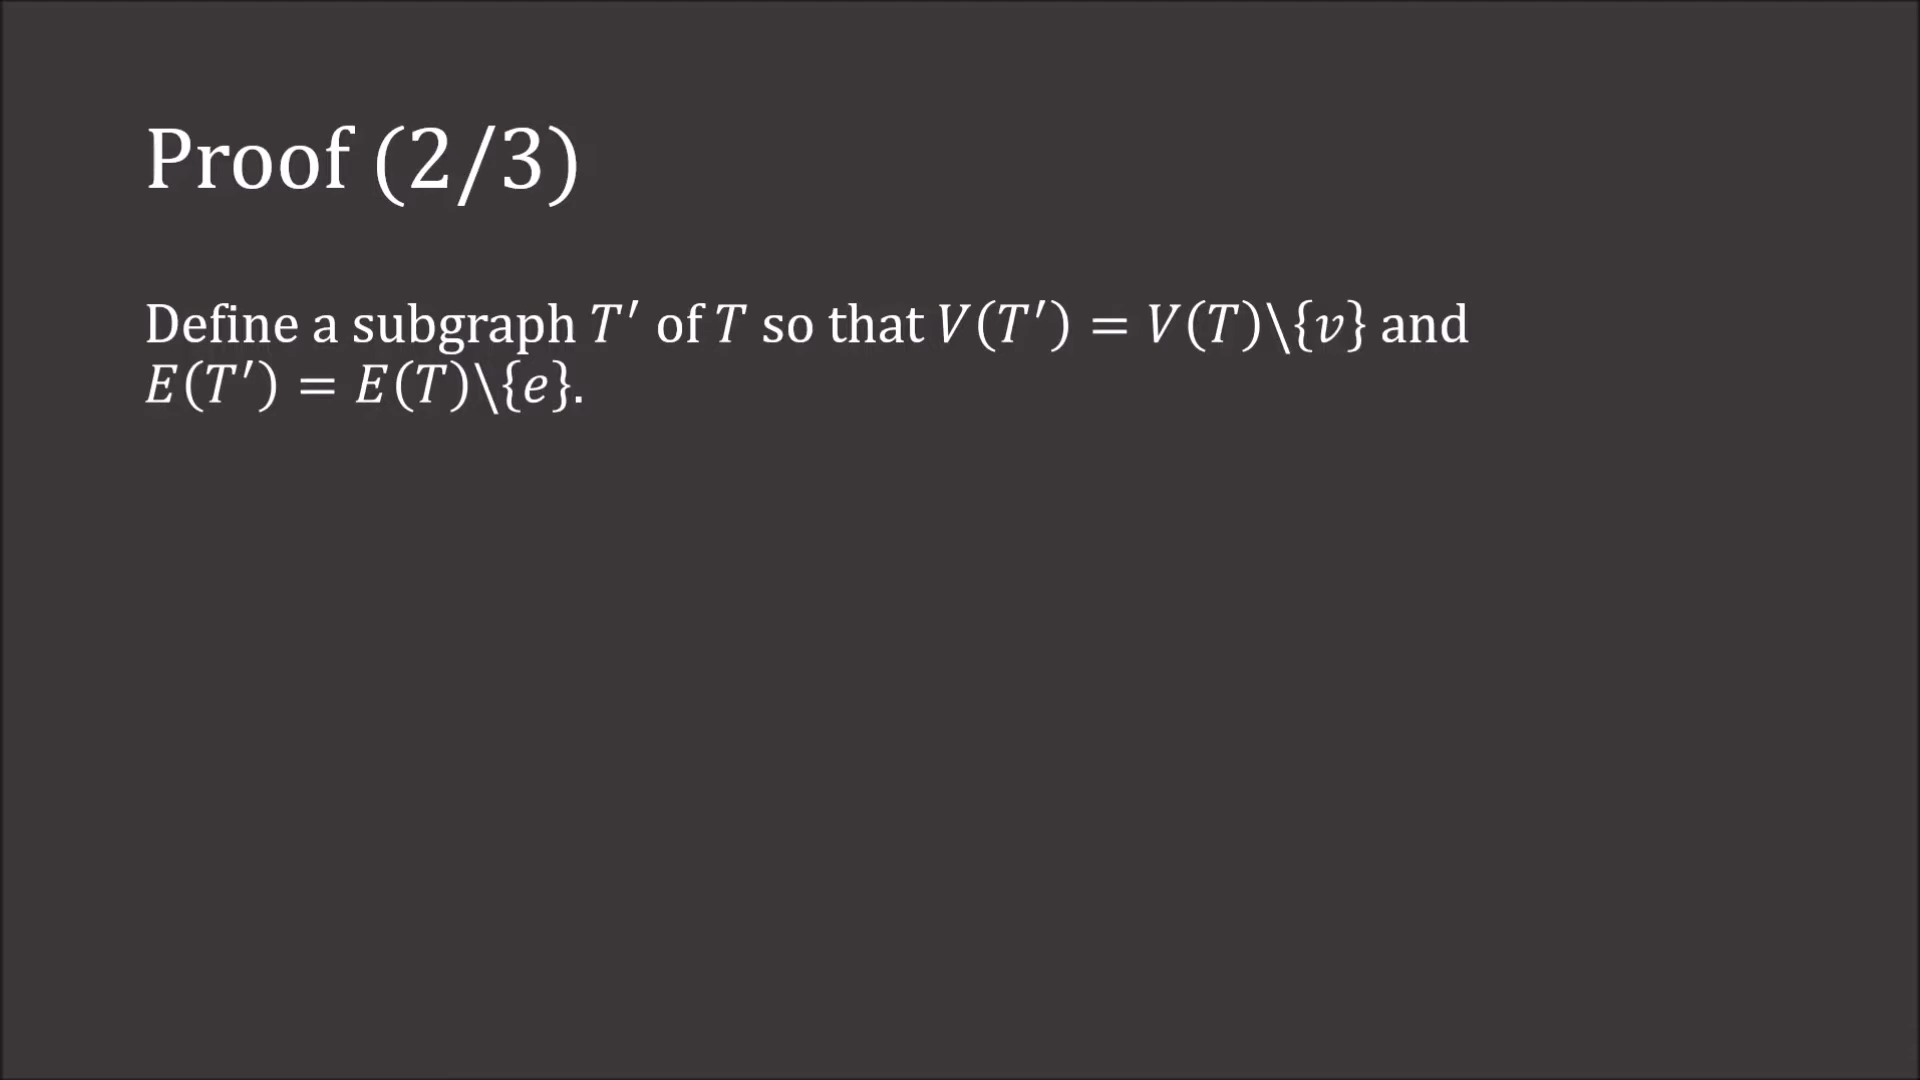 Proof (2/3)
Define a subgraph T′ of T so that V(T′) = V(T)\{v} and
E(T′) = E(T)\{e}.